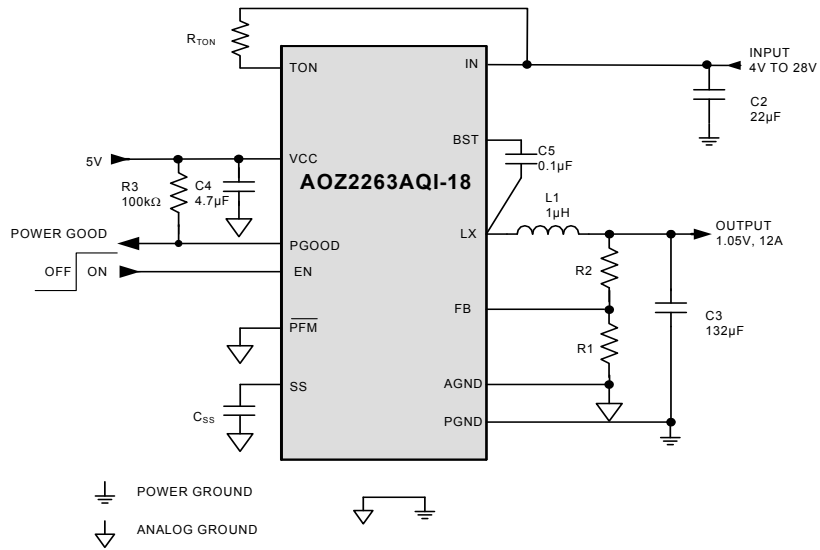 R_TON
TON
IN
INPUT
4V TO 28V
C2
22µF
BST
C5
0.1µF
5V
VCC
AOZ2263AQI-18
R3
100kΩ
C4
4.7µF
L1
1µH
LX
OUTPUT
1.05V, 12A
POWER GOOD
PGOOD
OFF
ON
EN
R2
FB
C3
132µF
PFM
R1
SS
AGND
C_SS
PGND
POWER GROUND
ANALOG GROUND